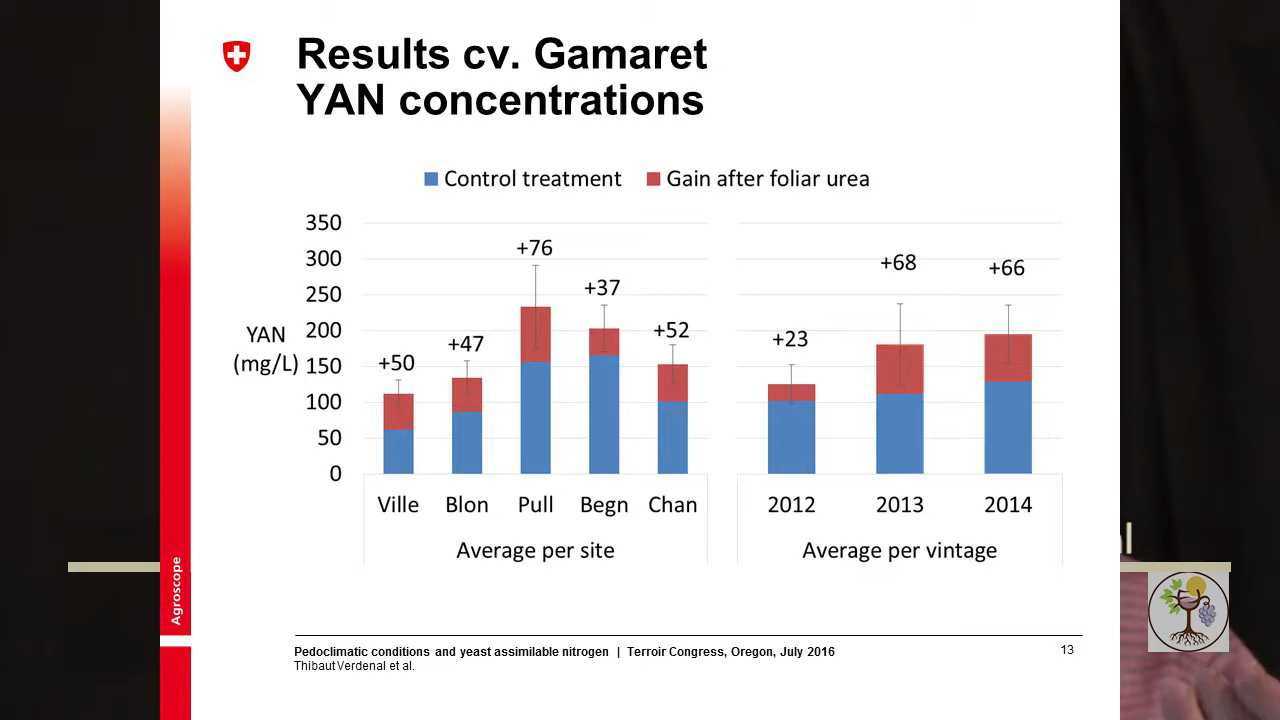 Results cv. Gamaret
YAN concentrations
Control treatment Gain after foliar urea
YAN
(mg/L)
350
300
250
200
150
100
50
0
+50
+47
+76
+37
+52
+23
+68
+66
Ville Blon Pull Begn Chan
2012 2013 2014
Average per site
Average per vintage
Agroscope
Pedoclimatic conditions and yeast assimilable nitrogen | Terroir Congress, Oregon, July 2016
Thibaut Verdenal et al.
13